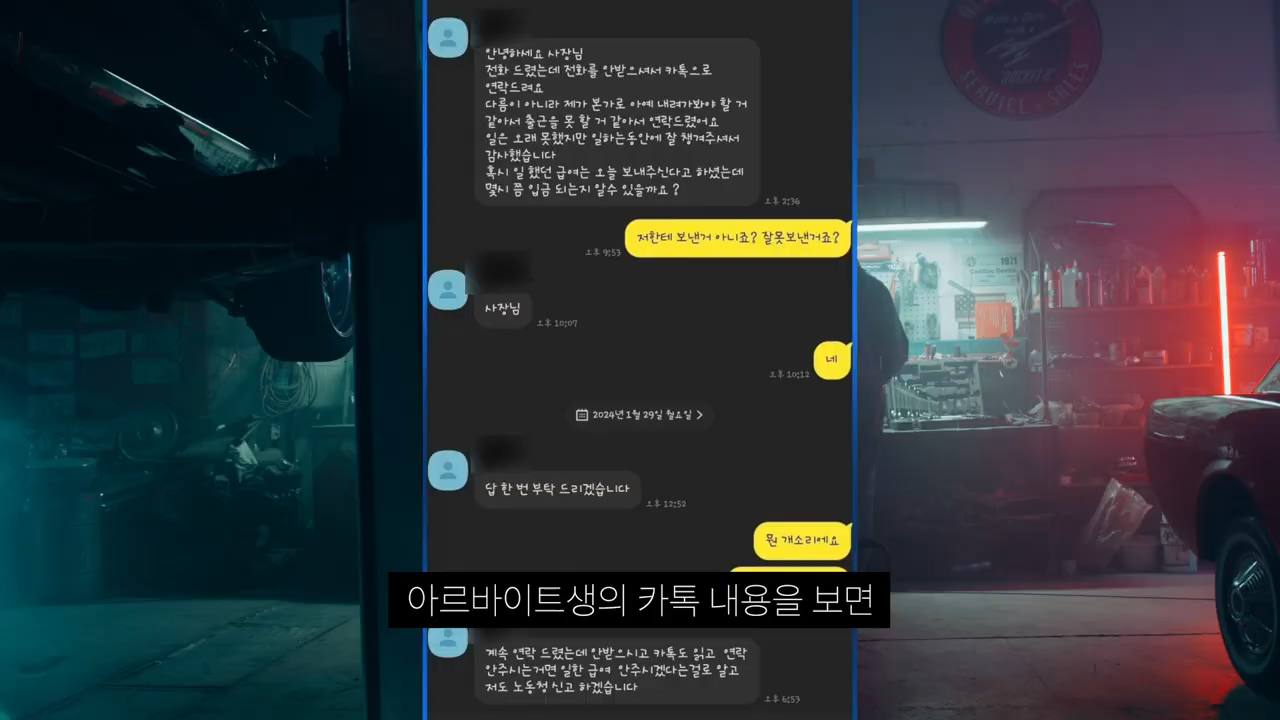 안녕하세요 사장님
전화 드렸는데 전화를 안받으셔서 카톡으로
연락드려요
다름이 아니라 제가 본가로 아예 내려가봐야 할 거
같아서 출근을 못 할 거 같아서 연락드렸어요
일은 오래 못했지만 일하는동안에 잘 챙겨주셔서
감사했습니다
혹시 일 했던 급여는 오늘 보내주신다고 하셨는데
몇시 쯤 입금 되는지 알수 있을까요 ?
오후 2:36
저한테 보낸거 아니죠? 잘못보낸거죠?
오후 9:53
사장님
오후 10:07
네
오후 10:12
2024년 1월 29일 월요일
답 한 번 부탁 드리겠습니다
오후 12:52
뭔 개소리에요
아르바이트생의 카톡 내용을 보면
계속 연락 드렸는데 안받으시고 카톡도 읽고 연락
안주시는거면 일한 급여 안주시겠다는걸로 알고
저도 노동청 신고 하겠습니다
오후 6:53
SERVICE - SALES
1971